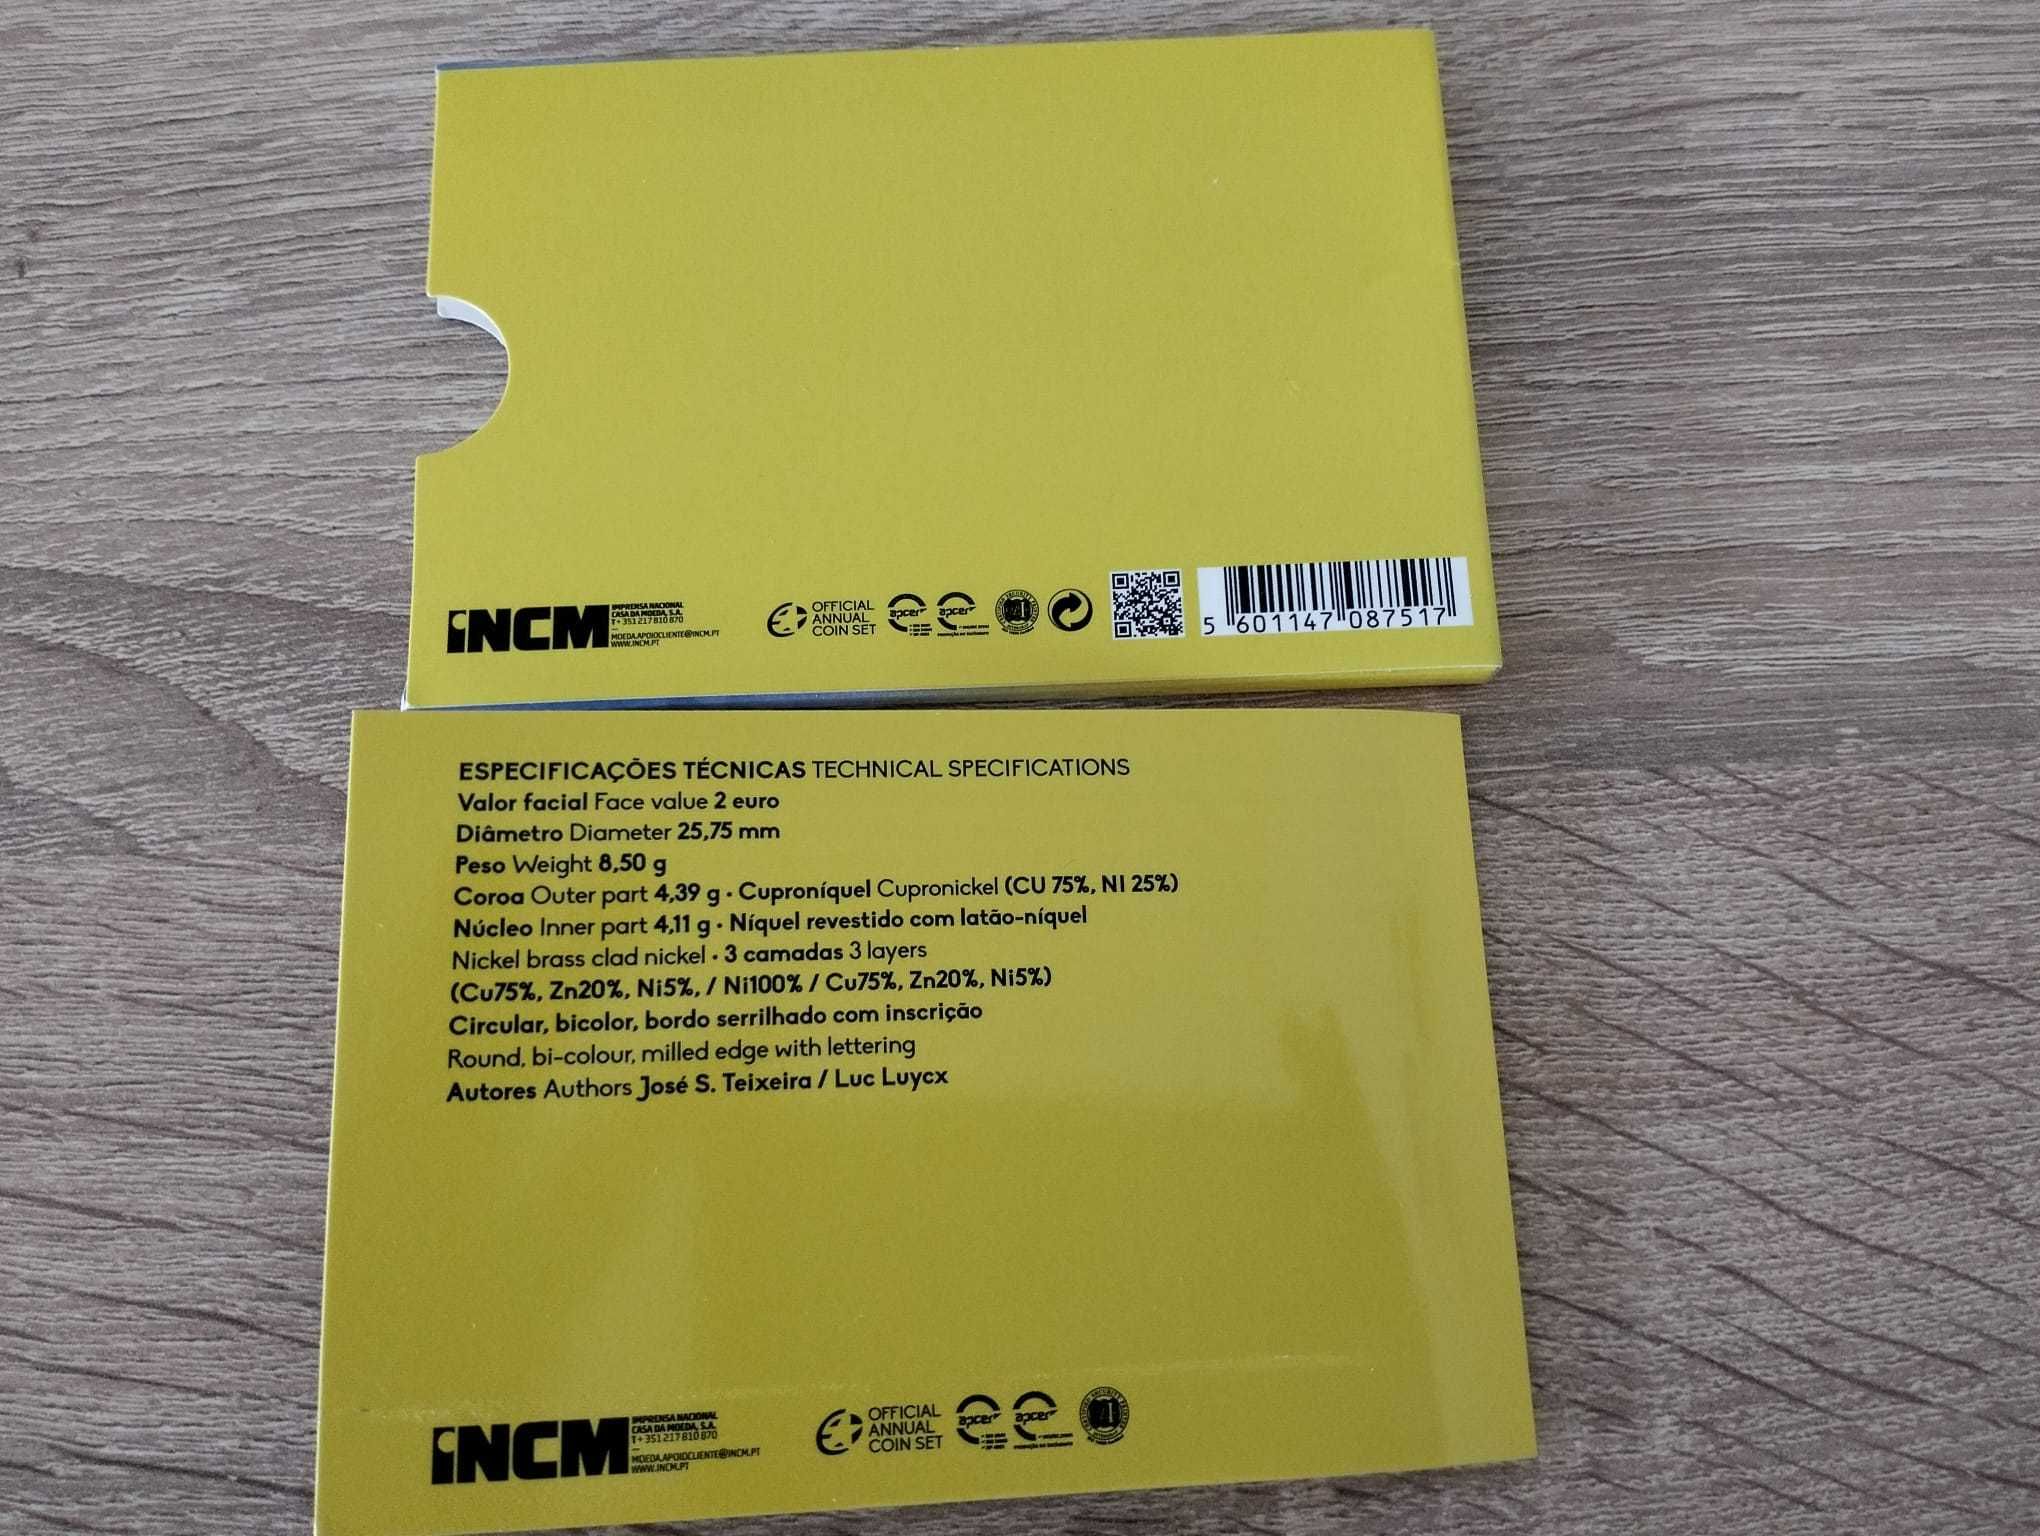 iNCM
IMPRENSA NACIONAL
CASA DA MOEDA, S.A.
T+351 217 810 870
MOEDA.APOIOCLIENTE@INCM.PT
WWW.INCM.PT
OFFICIAL
ANNUAL
COIN SET
apcer
apcer
5 601147 087517
ESPECIFICAÇÕES TÉCNICAS TECHNICAL SPECIFICATIONS
Valor facial Face value 2 euro
Diâmetro Diameter 25,75 mm
Peso Weight 8,50 g
Coroa Outer part 4,39 g • Cuproníquel Cupronickel (CU 75%, NI 25%)
Núcleo Inner part 4,11 g • Níquel revestido com latão-níquel
Nickel brass clad nickel • 3 camadas 3 layers
(Cu75%, Zn20%, Ni5%, / Ni100% / Cu75%, Zn20%, Ni5%)
Circular, bicolor, bordo serrilhado com inscrição
Round, bi-colour, milled edge with lettering
Autores Authors José S. Teixeira / Luc Luycx
iNCM
IMPRENSA NACIONAL
CASA DA MOEDA, S.A.
T+351 217 810 870
MOEDA.APOIOCLIENTE@INCM.PT
WWW.INCM.PT
OFFICIAL
ANNUAL
COIN SET
apcer
apcer